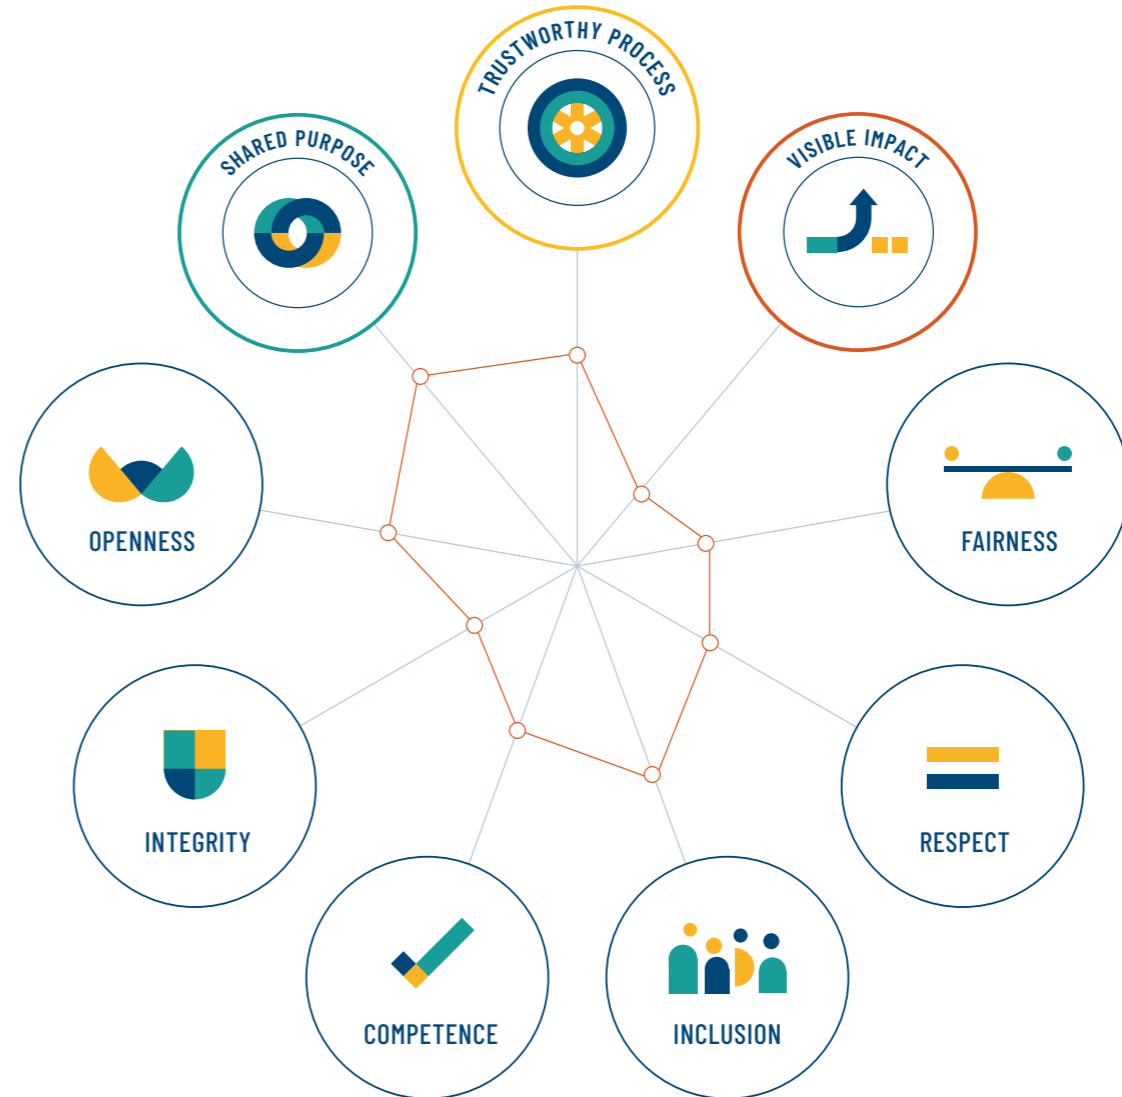 TRUSTWORTHY PROCESS
SHARED PURPOSE
VISIBLE IMPACT
OPENNESS
FAIRNESS
INTEGRITY
RESPECT
COMPETENCE
INCLUSION